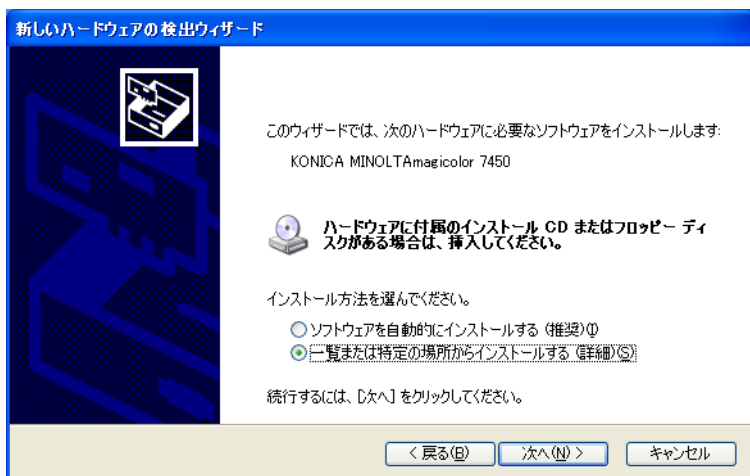 新しいハードウェアの検出ウィザード
このウィザードでは、次のハードウェアに必要なソフトウェアをインストールします:
KONICA MINOLTAmagicolor 7450
ハードウェアに付属のインストール CD またはフロッピー ディ
スクがある場合は、挿入してください。
インストール方法を選んでください。
ソフトウェアを自動的にインストールする (推奨)(I)
一覧または特定の場所からインストールする (詳細)(S)
続行するには、[次へ] をクリックしてください。
< 戻る(B)
次へ(N) >
キャンセル